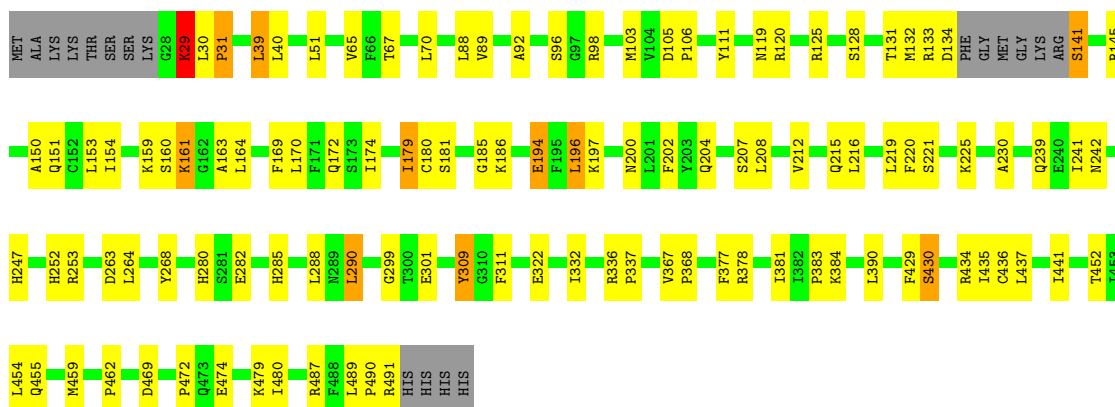 MET ALA LYS LYS THR SER SER LYS G28 K29 L30 P31 L39 L40 L51 V65 F66 T67 L70 L88 V89 A92 S96 G97 R98 M103 V104 D105 P106 Y111 N119 R120 R125 S128 T131 M132 R133 D134 PHE GLY MET GLY LYS ARG S141
A150 Q151 C152 L153 I154 K159 S160 K161 G162 A163 L164 F169 L170 F171 Q172 S173 I174 I179 C180 S181 G185 K186 E194 F195 L196 K197 N200 L201 F202 Y203 Q204 S207 L208 V212 Q215 L216 L219 F220 S221 K225 A230 Q239 E240 I241 N242
H247 H252 R253 D263 L264 Y268 H280 S281 E282 H285 L288 N289 L290 G299 T300 E301 Y309 G310 F311 E322 I332 R336 P337 V367 P368 F377 R378 I381 I382 P383 K384 L390 F429 S430 R434 I435 C436 L437 I441 T452
L454 Q455 M459 P462 D469 P472 Q473 E474 K479 I480 R487 F488 L489 P490 R491 HIS HIS HIS HIS